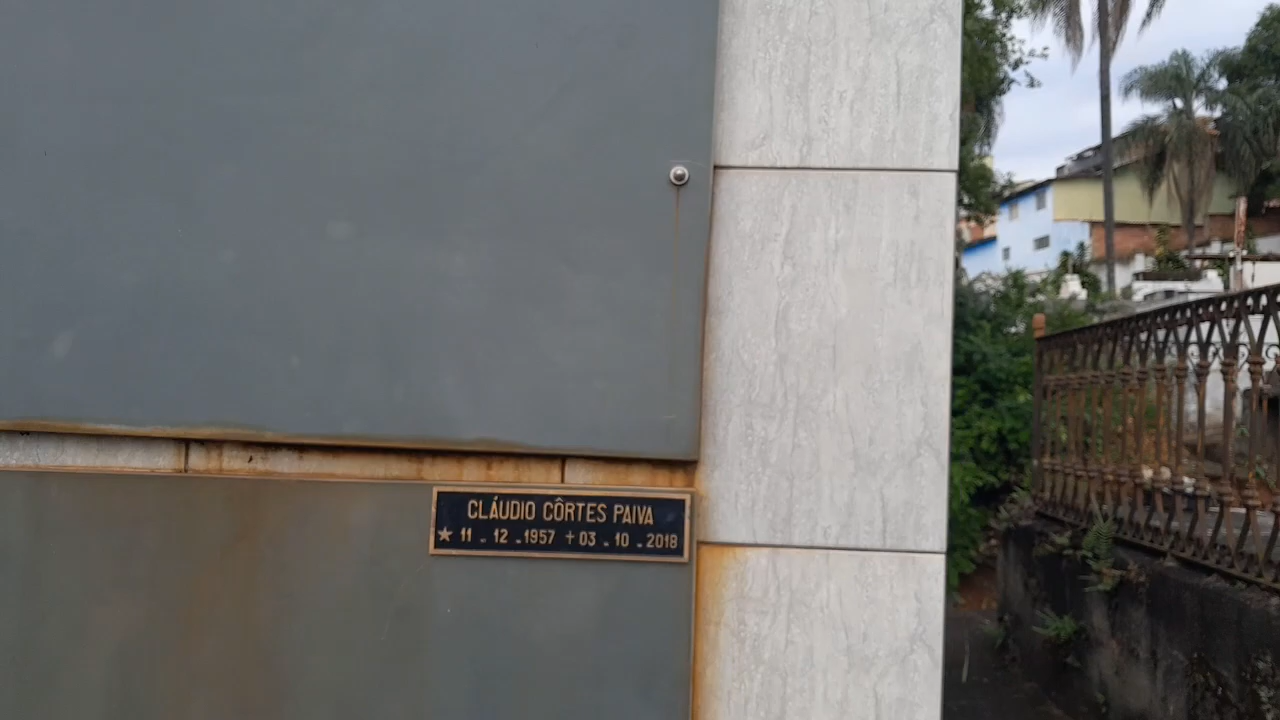 CLÁUDIO CÔRTES PAIVA
★ 11 . 12 . 1957 ✝ 03 . 10 . 2018